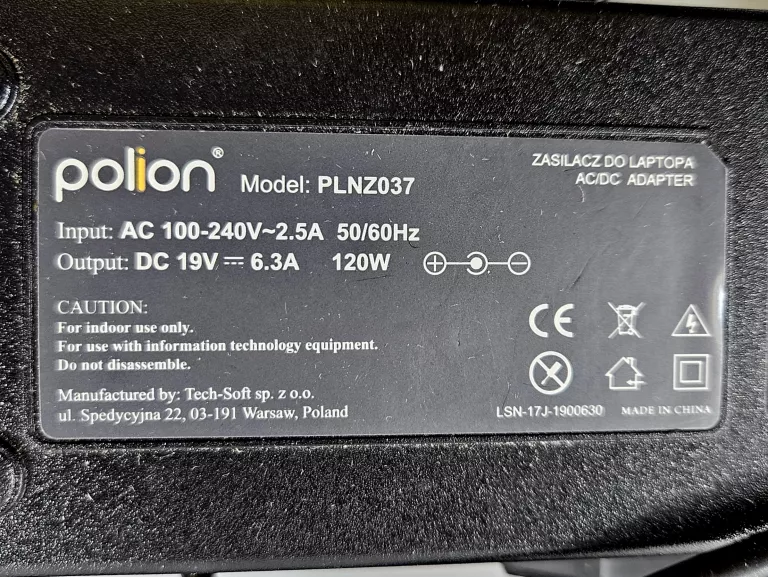 polion® Model: PLNZ037
ZASILACZ DO LAPTOPA
AC/DC ADAPTER
Input: AC 100-240V~2.5A 50/60Hz
Output: DC 19V ⎓ 6.3A 120W
CAUTION:
For indoor use only.
For use with information technology equipment.
Do not disassemble.
Manufactured by: Tech-Soft sp. z o.o.
ul. Spedycyjna 22, 03-191 Warsaw, Poland
CE
LSN-17J-1900630 MADE IN CHINA